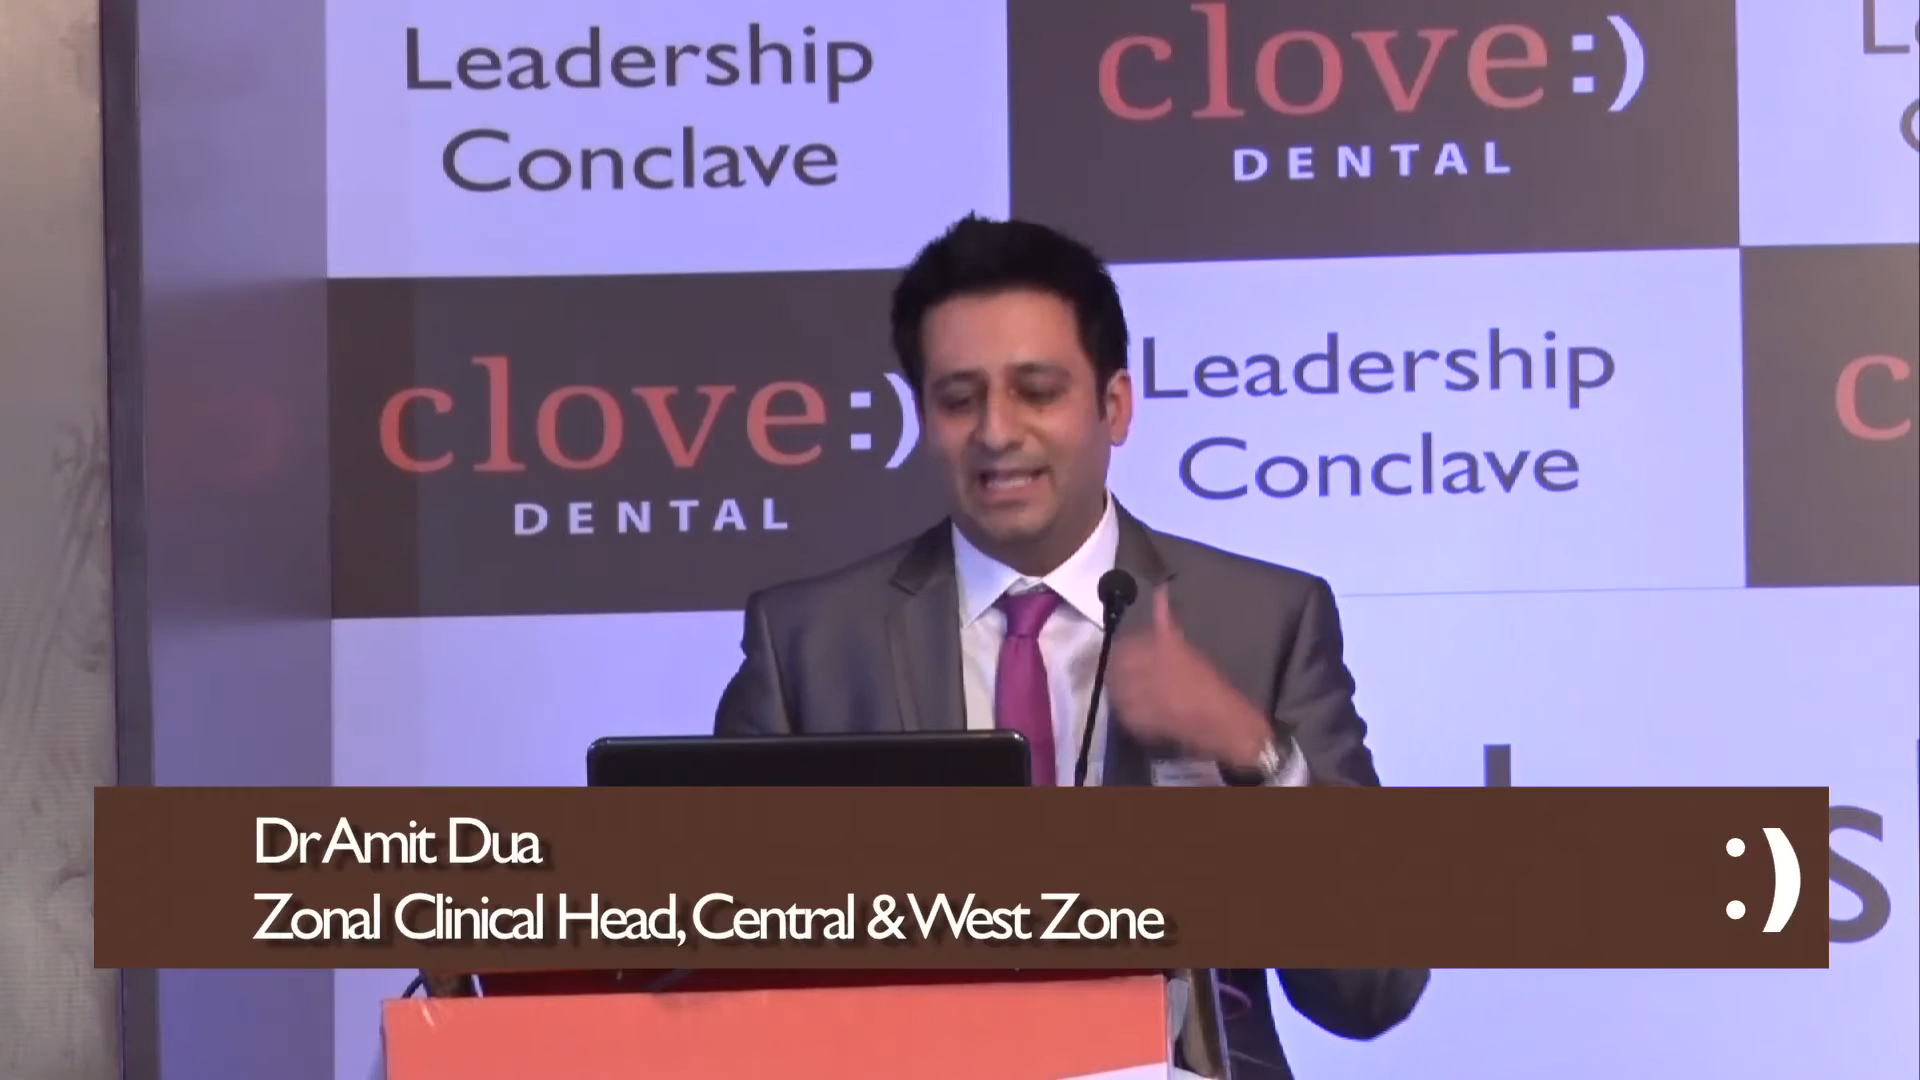 Leadership
Conclave
clove:)
DENTAL
clove:)
DENTAL
Leadership
Conclave
Dr Amit Dua
Zonal Clinical Head, Central & West Zone
:)